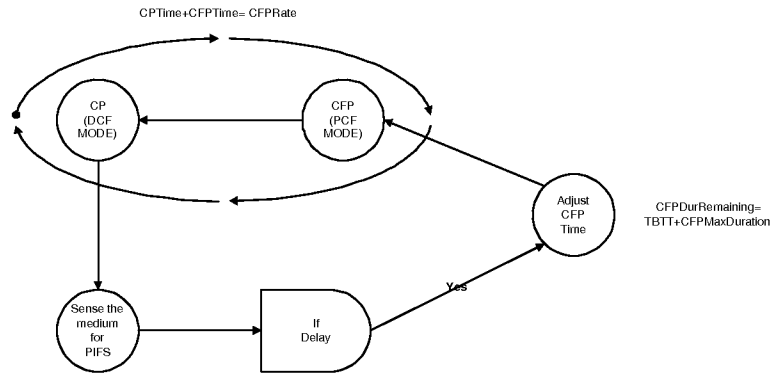 CPTime+CFPTime= CFPRate
CP
(DCF
MODE)
CFP
(PCF
MODE)
Adjust
CFP
Time
CFPDurRemaining=
TBTT+CFPMaxDuration
Sense the
medium
for
PIFS
If
Delay
Yes